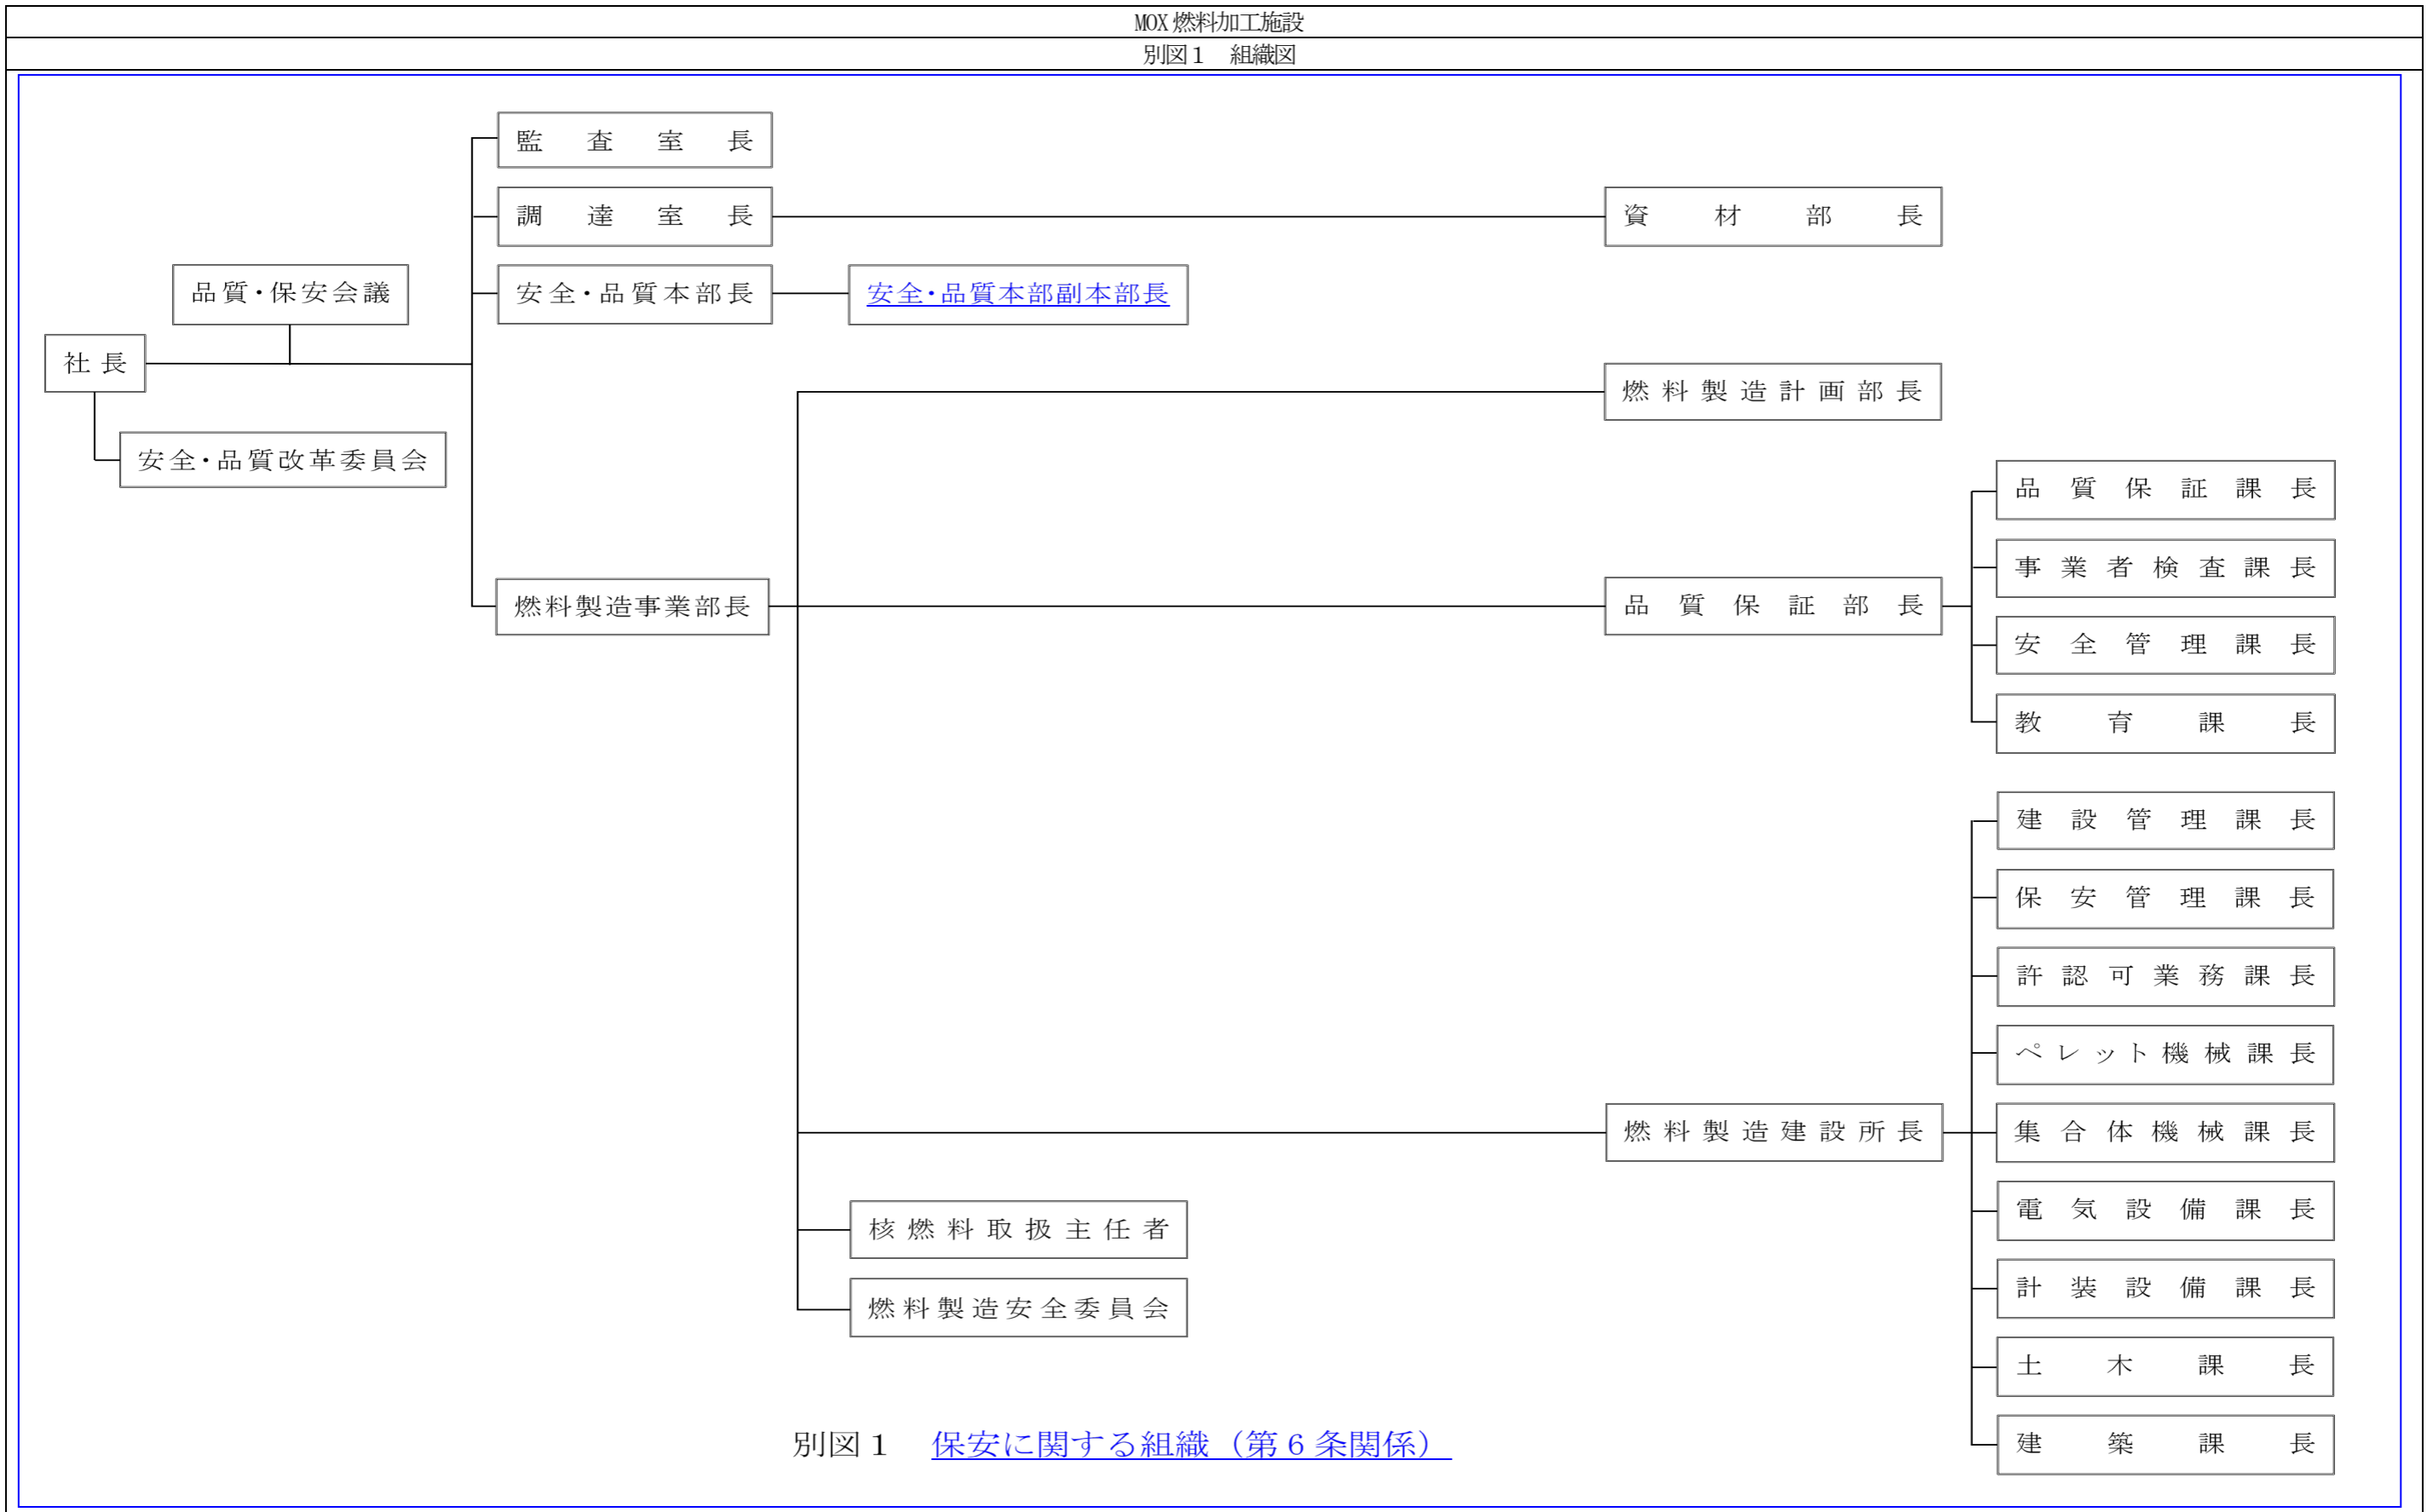 MOX燃料加工施設
別図１　組織図
監査室長
調達室長
資材部長
品質・保安会議
安全・品質本部長
安全・品質本部副本部長
社長
燃料製造計画部長
安全・品質改革委員会
品質保証課長
事業者検査課長
燃料製造事業部長
品質保証部長
安全管理課長
教育課長
建設管理課長
保安管理課長
許認可業務課長
ペレット機械課長
燃料製造建設所長
集合体機械課長
核燃料取扱主任者
電気設備課長
燃料製造安全委員会
計装設備課長
土木課長
建築課長
別図１　保安に関する組織（第６条関係）